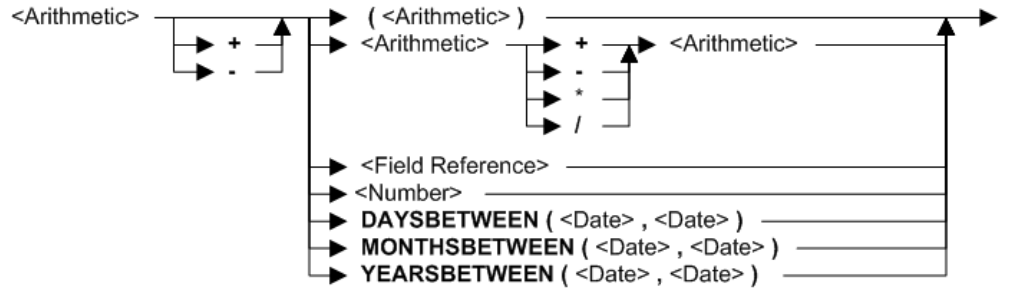 <Arithmetic> ( <Arithmetic> )
+ <Arithmetic> + <Arithmetic>
- -
*
/
<Field Reference>
<Number>
DAYSBETWEEN ( <Date> , <Date> )
MONTHSBETWEEN ( <Date> , <Date> )
YEARSBETWEEN ( <Date> , <Date> )